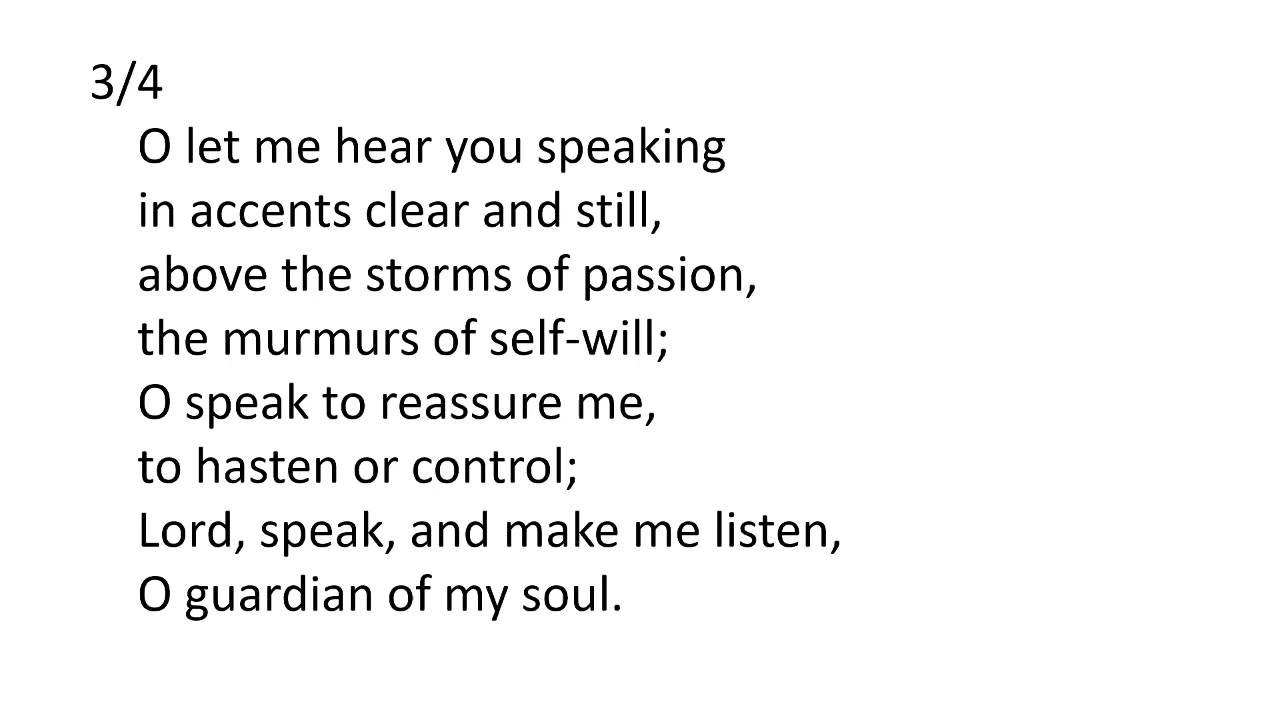 3/4
O let me hear you speaking
in accents clear and still,
above the storms of passion,
the murmurs of self-will;
O speak to reassure me,
to hasten or control;
Lord, speak, and make me listen,
O guardian of my soul.